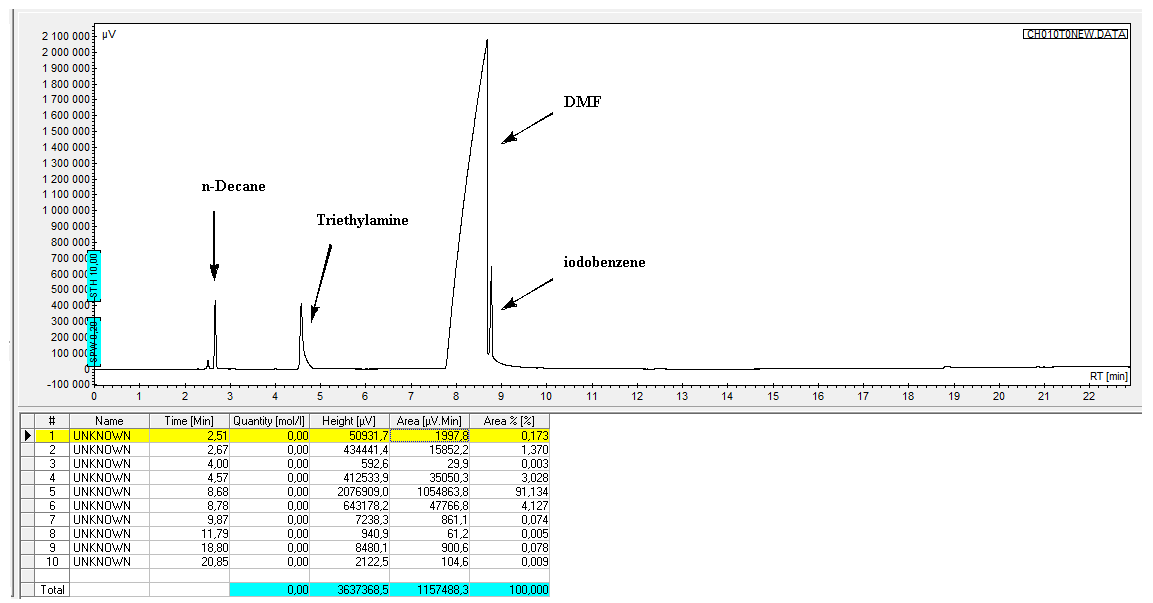 µV
CH010T0NEW.DATA
2 100 000
2 000 000
1 900 000
1 800 000
1 700 000
1 600 000
1 500 000
1 400 000
1 300 000
1 200 000
1 100 000
1 000 000
900 000
800 000
700 000
600 000
500 000
400 000
300 000
200 000
100 000
0
-100 000
STH 10,00
SPW 0,20
n-Decane
Triethylamine
DMF
iodobenzene
RT [min]
0 1 2 3 4 5 6 7 8 9 10 11 12 13 14 15 16 17 18 19 20 21 22
# Name Time [Min] Quantity [mol/l] Height [µV] Area [µV.Min] Area % [%]
1 UNKNOWN 2,51 0,00 50931,7 1997,8 0,173
2 UNKNOWN 2,67 0,00 434441,4 15852,2 1,370
3 UNKNOWN 4,00 0,00 592,6 29,9 0,003
4 UNKNOWN 4,57 0,00 412533,9 35050,3 3,028
5 UNKNOWN 8,68 0,00 2076909,0 1054863,8 91,134
6 UNKNOWN 8,78 0,00 643178,2 47766,8 4,127
7 UNKNOWN 9,87 0,00 7238,3 861,1 0,074
8 UNKNOWN 11,79 0,00 940,9 61,2 0,005
9 UNKNOWN 18,80 0,00 8480,1 900,6 0,078
10 UNKNOWN 20,85 0,00 2122,5 104,6 0,009
Total 0,00 3637368,5 1157488,3 100,000